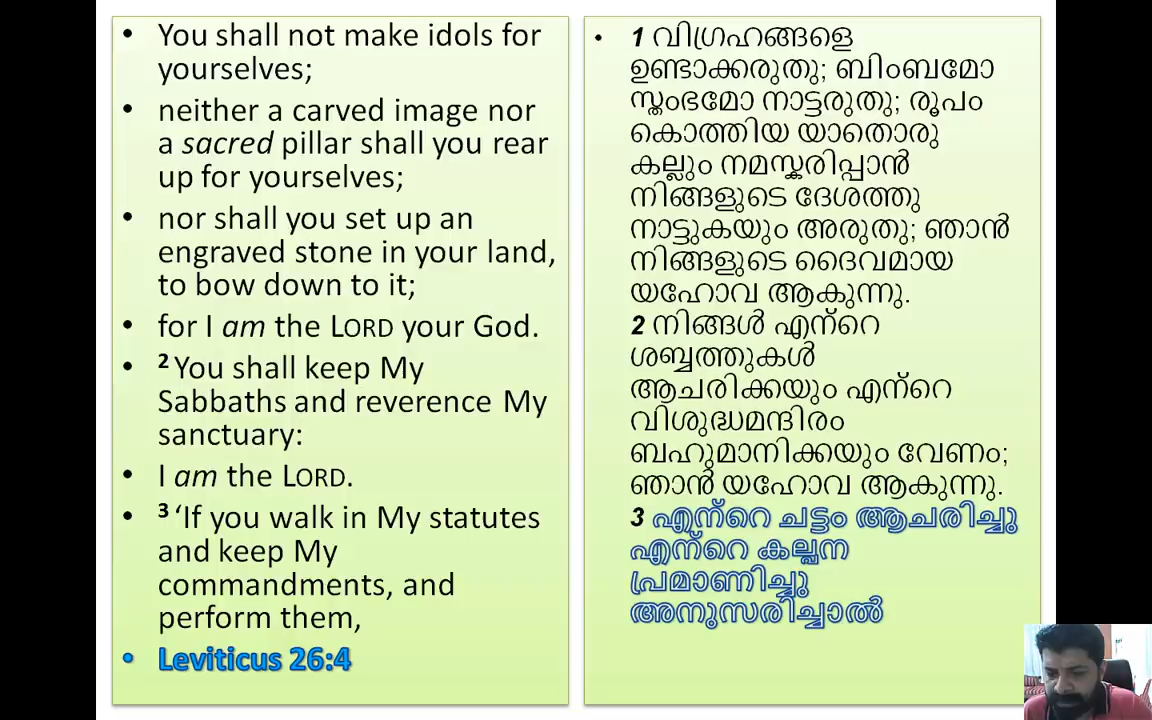 • You shall not make idols for
yourselves;
• neither a carved image nor
a sacred pillar shall you rear
up for yourselves;
• nor shall you set up an
engraved stone in your land,
to bow down to it;
• for I am the LORD your God.
• 2 You shall keep My
Sabbaths and reverence My
sanctuary:
• I am the LORD.
• 3 ‘If you walk in My statutes
and keep My
commandments, and
perform them,
• Leviticus 26:4
• 1 വിഗ്രഹങ്ങളെ
ഉണ്ടാക്കരുതു; ബിംബമോ
സ്തംഭമോ നാട്ടരുതു; രൂപം
കൊത്തിയ യാതൊരു
കല്ലും നമസ്കരിപ്പാൻ
നിങ്ങളുടെ ദേശത്തു
നാട്ടുകയും അരുതു; ഞാൻ
നിങ്ങളുടെ ദൈവമായ
യഹോവ ആകുന്നു.
2 നിങ്ങൾ എന്റെ
ശബ്ബത്തുകൾ
ആചരിക്കയും എന്റെ
വിശുദ്ധമന്ദിരം
ബഹുമാനിക്കയും വേണം;
ഞാൻ യഹോവ ആകുന്നു.
3 എന്റെ ചട്ടം ആചരിച്ചു
എന്റെ കല്പന
പ്രമാണിച്ചു
അനുസരിച്ചാൽ